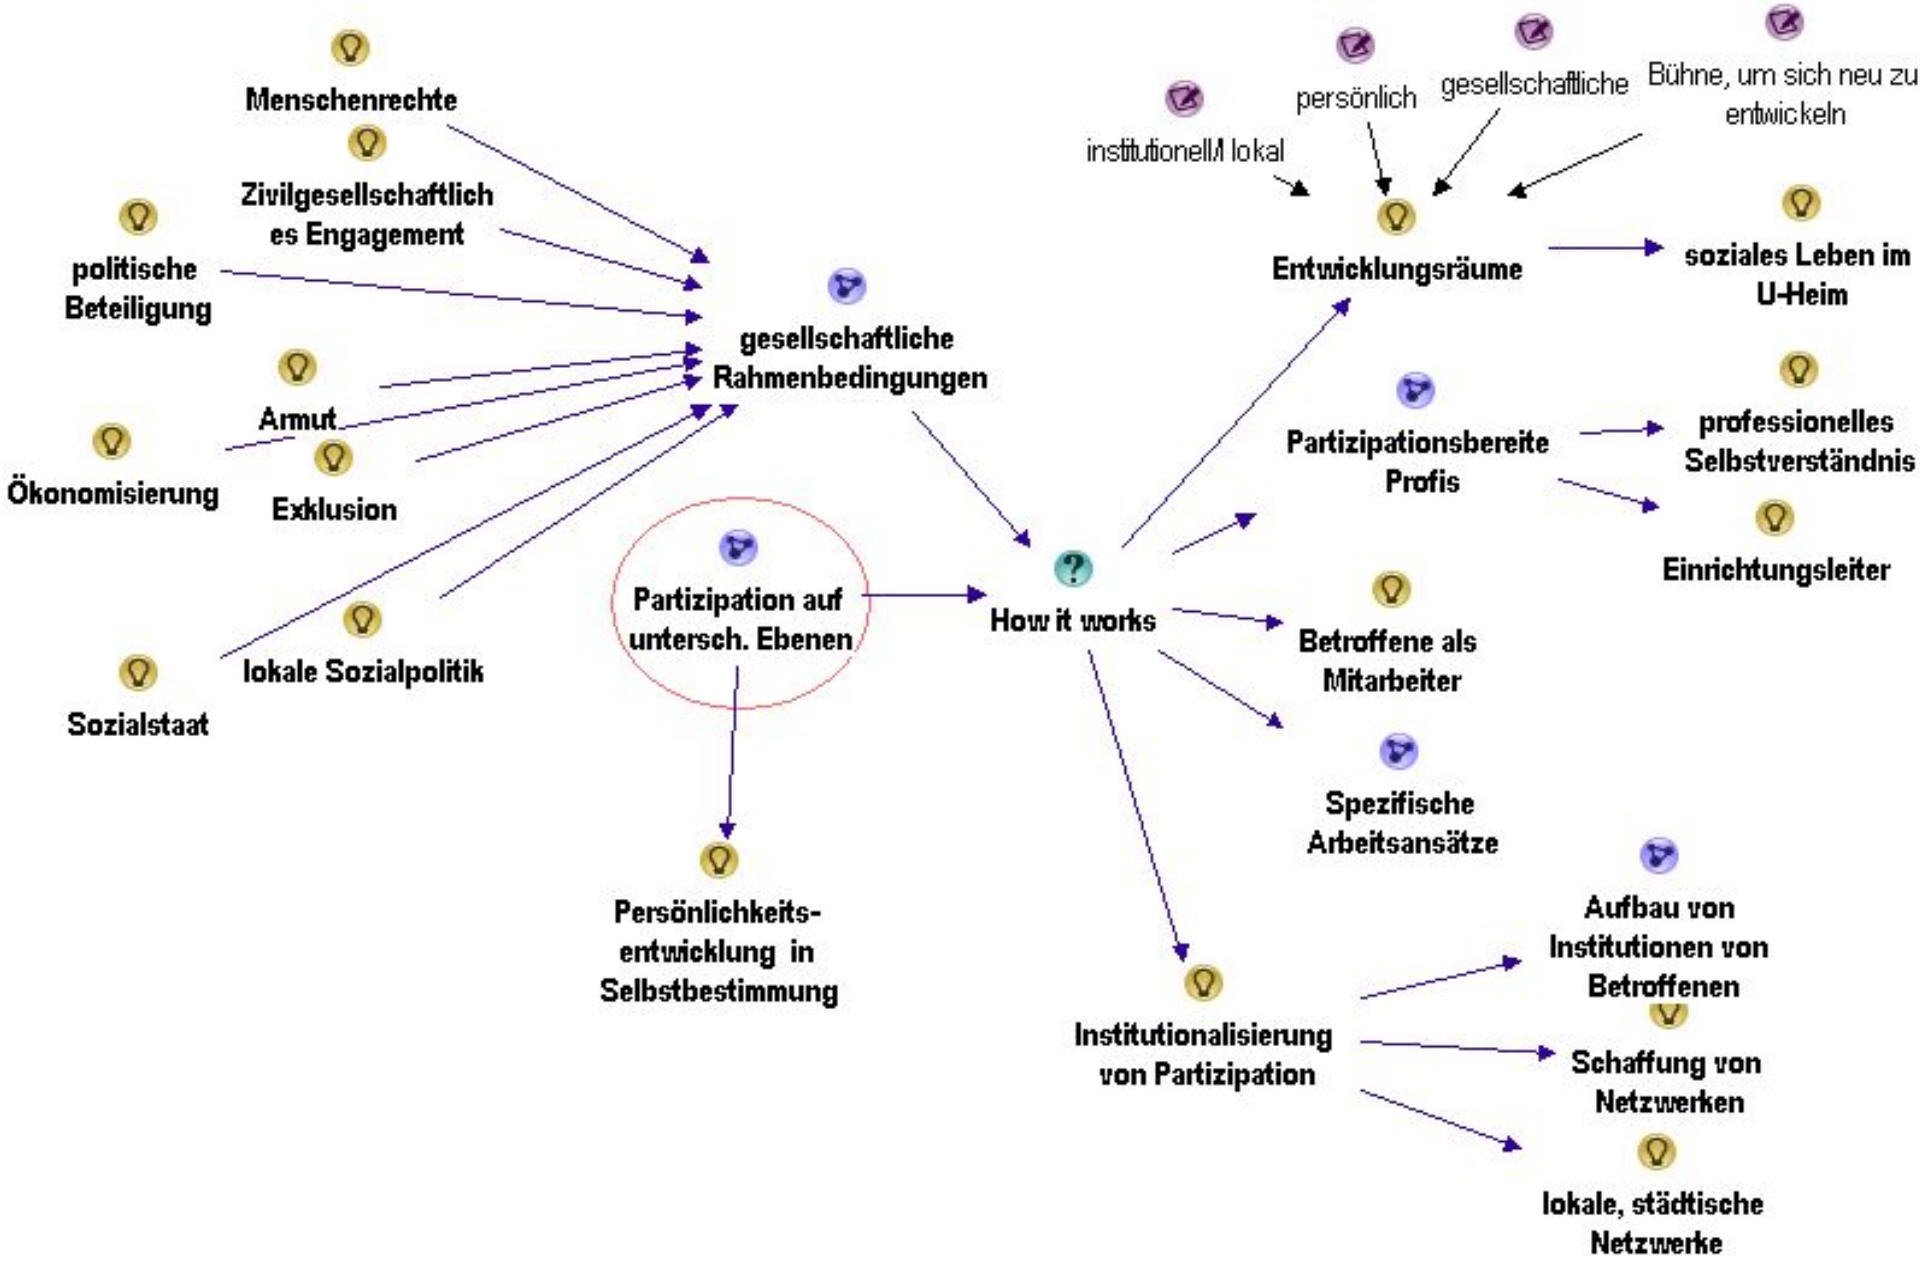 Menschenrechte
Zivilgesellschaftlich
es Engagement
politische
Beteiligung
Armut
Ökonomisierung
Exklusion
lokale Sozialpolitik
Sozialstaat
gesellschaftliche
Rahmenbedingungen
Partizipation auf
untersch. Ebenen
Persönlichkeits-
entwicklung in
Selbstbestimmung
?
How it works
institutionell/l lokal
persönlich
gesellschaftliche
Bühne, um sich neu zu
entwickeln
Entwicklungsräume
soziales Leben im
U-Heim
Partizipationsbereite
Profis
professionelles
Selbstverständnis
Einrichtungsleiter
Betroffene als
Mitarbeiter
Spezifische
Arbeitsansätze
Institutionalisierung
von Partizipation
Aufbau von
Institutionen von
Betroffenen
Schaffung von
Netzwerken
lokale, städtische
Netzwerke